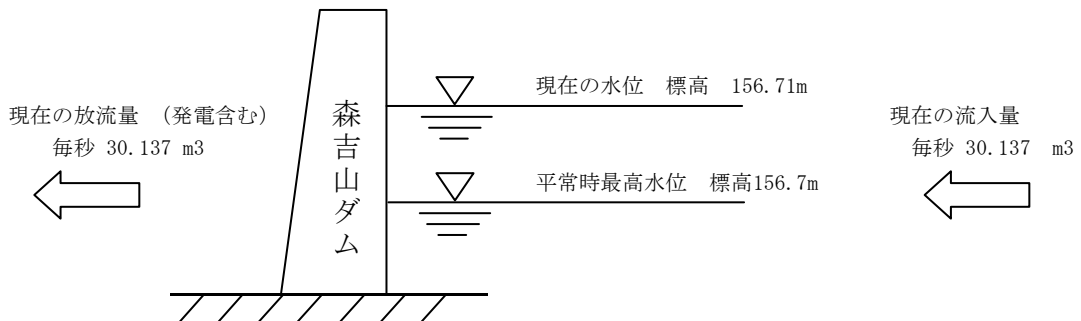 現在の水位　標高　156.71m
現在の放流量　(発電含む)
毎秒 30.137 m3
森吉山ダム
現在の流入量
毎秒 30.137　m3
平常時最高水位　標高156.7m